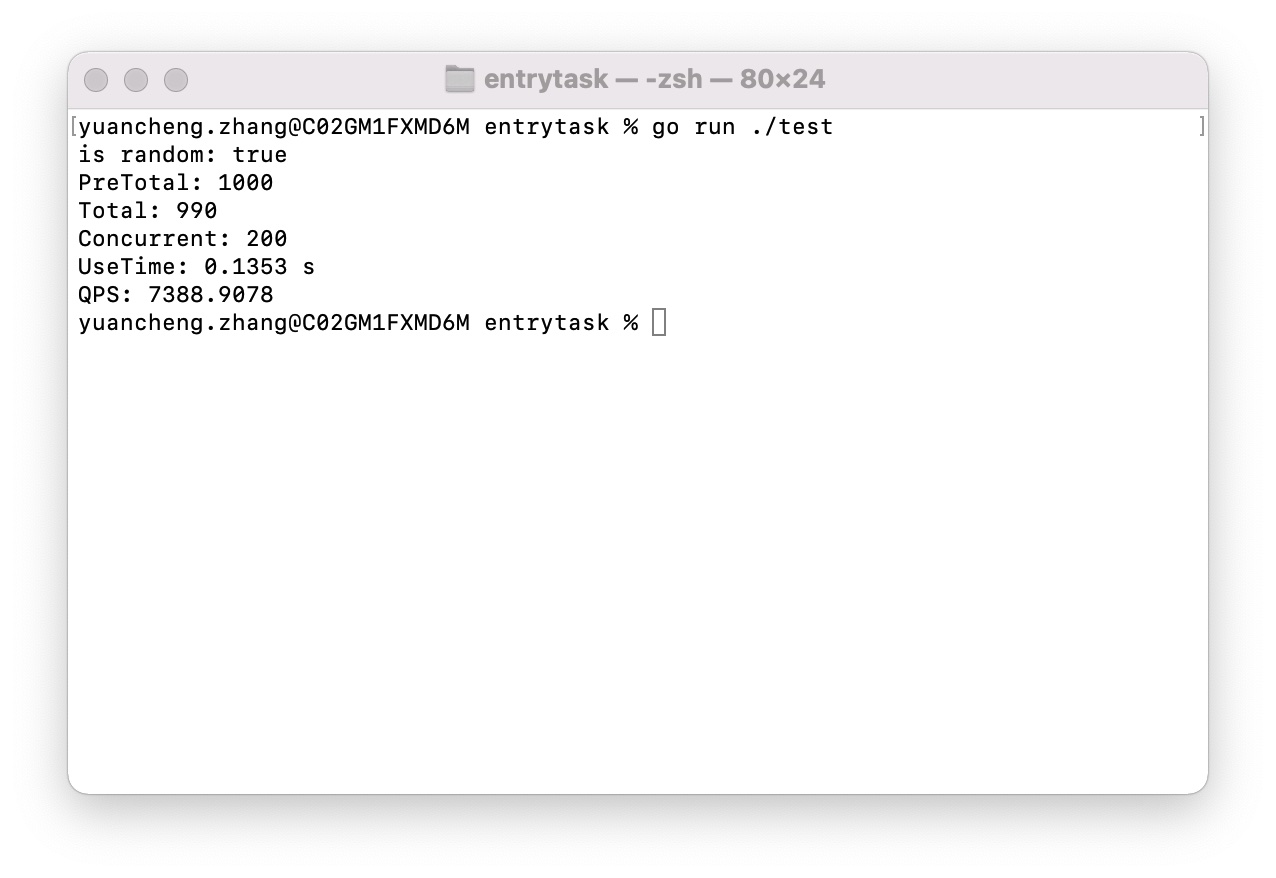 entrytask — -zsh — 80×24
[yuancheng.zhang@C02GM1FXMD6M entrytask % go run ./test ]
is random: true
PreTotal: 1000
Total: 990
Concurrent: 200
UseTime: 0.1353 s
QPS: 7388.9078
yuancheng.zhang@C02GM1FXMD6M entrytask %